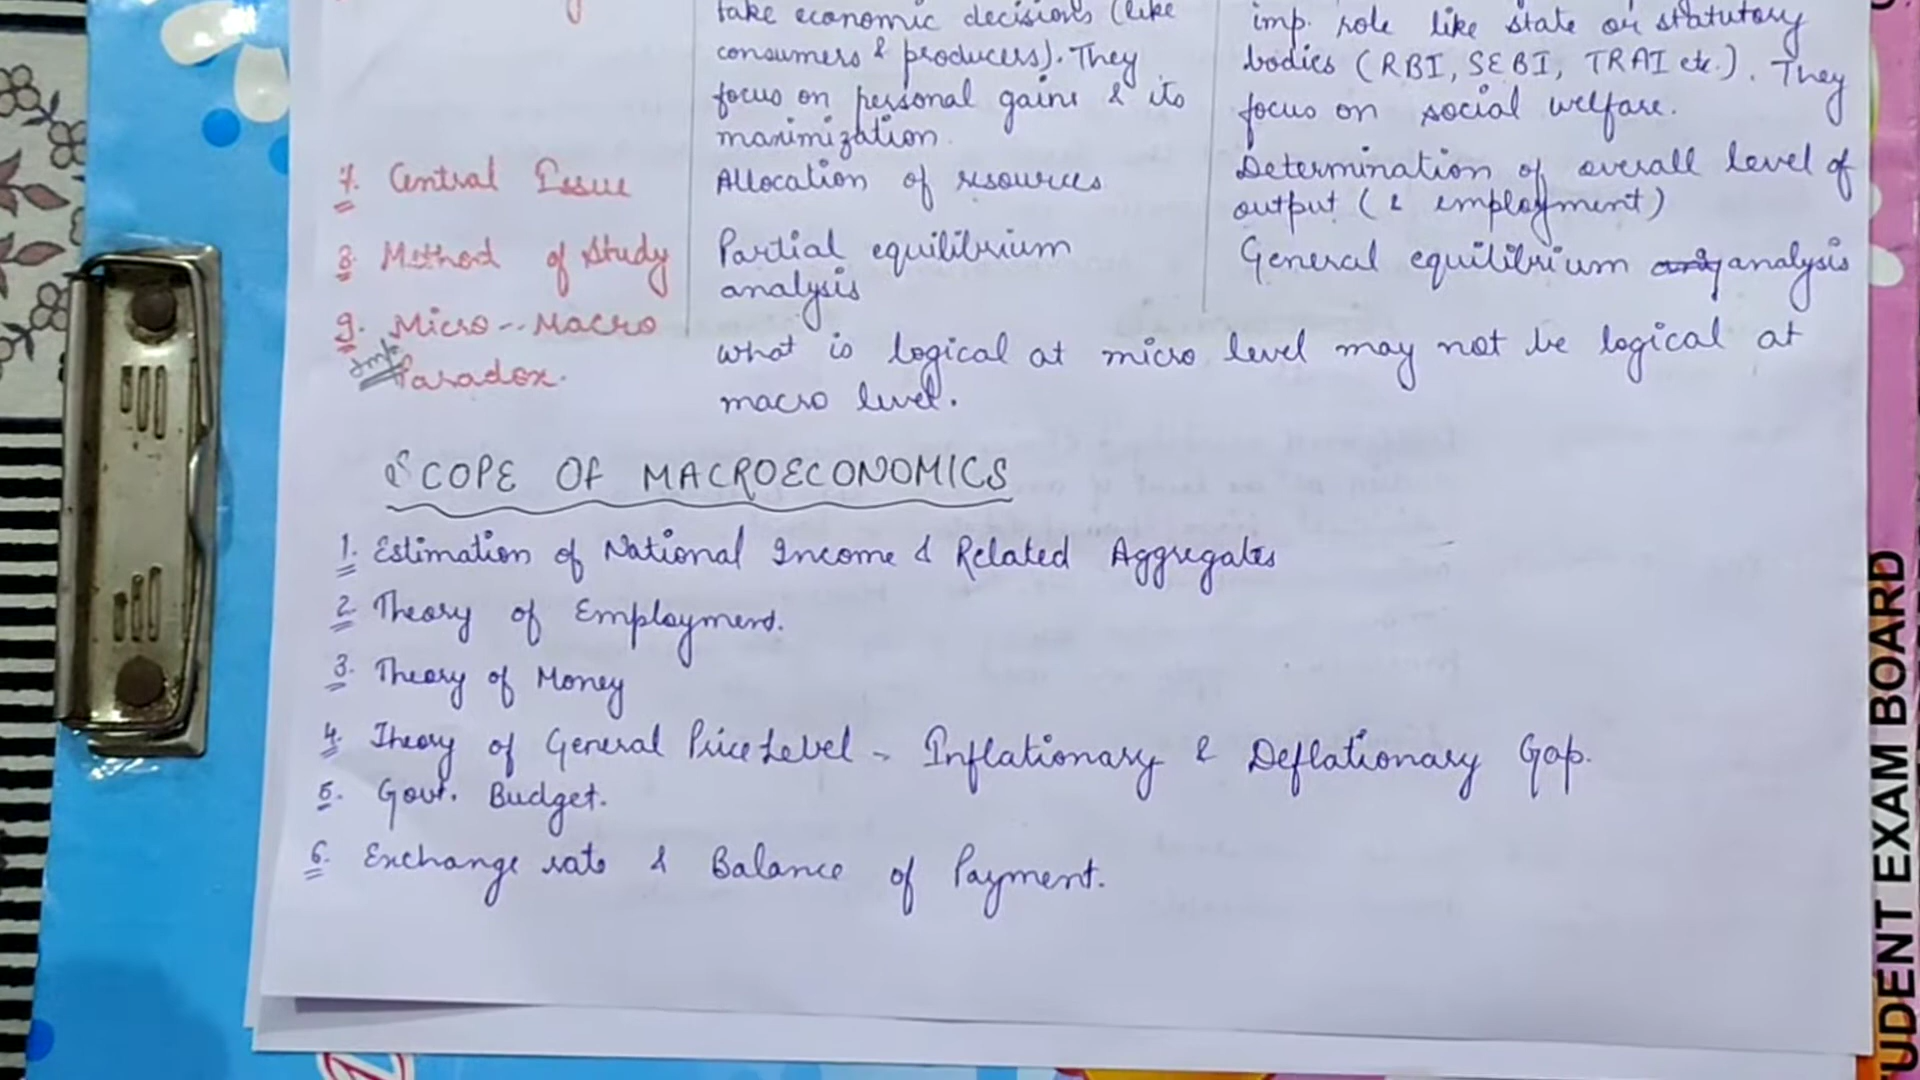 take economic decisions (like
consumers & producers). They
focus on personal gains & its
maximization.
imp. role like state or statutory
bodies (RBI, SEBI, TRAI etc.). They
focus on social welfare.
7. Central Issue
Allocation of resources
Determination of overall level of
output (& employment)
8. Method of Study
Partial equilibrium
analysis
General equilibrium analysis
9. Micro--Macro
Imp Paradox.
what is logical at micro level may not be logical at
macro level.
SCOPE OF MACROECONOMICS
1. Estimation of National Income & Related Aggregates
2. Theory of Employment.
3. Theory of Money
4. Theory of General Price Level - Inflationary & Deflationary Gap.
5. Govt. Budget.
6. Exchange rate & Balance of Payment.
UDENT EXAM BOARD